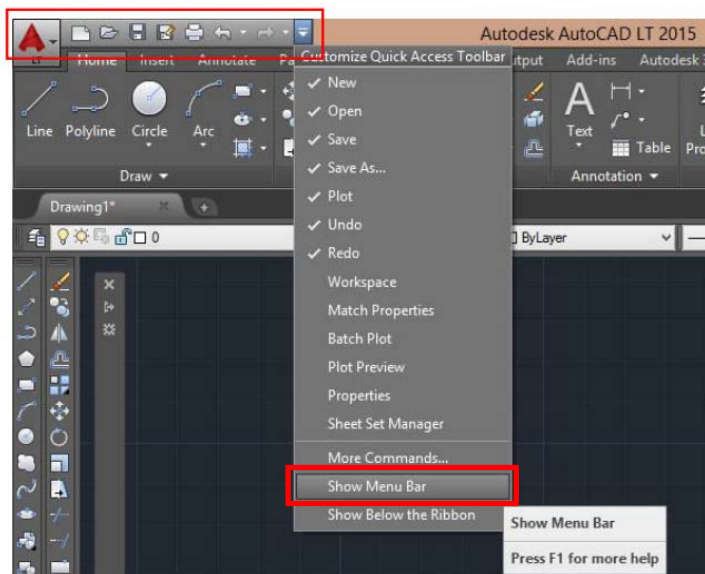 Autodesk AutoCAD LT 2015
LT Home Insert Annotate Output Add-ins Autodesk
Customize Quick Access Toolbar
New
Open
Save
Save As...
Plot
Undo
Redo
Workspace
Match Properties
Batch Plot
Plot Preview
Properties
Sheet Set Manager
More Commands...
Show Menu Bar
Show Below the Ribbon
Show Menu Bar
Press F1 for more help
Line Polyline Circle Arc
Draw
Text
Table
Annotation
Drawing1*
0
ByLayer